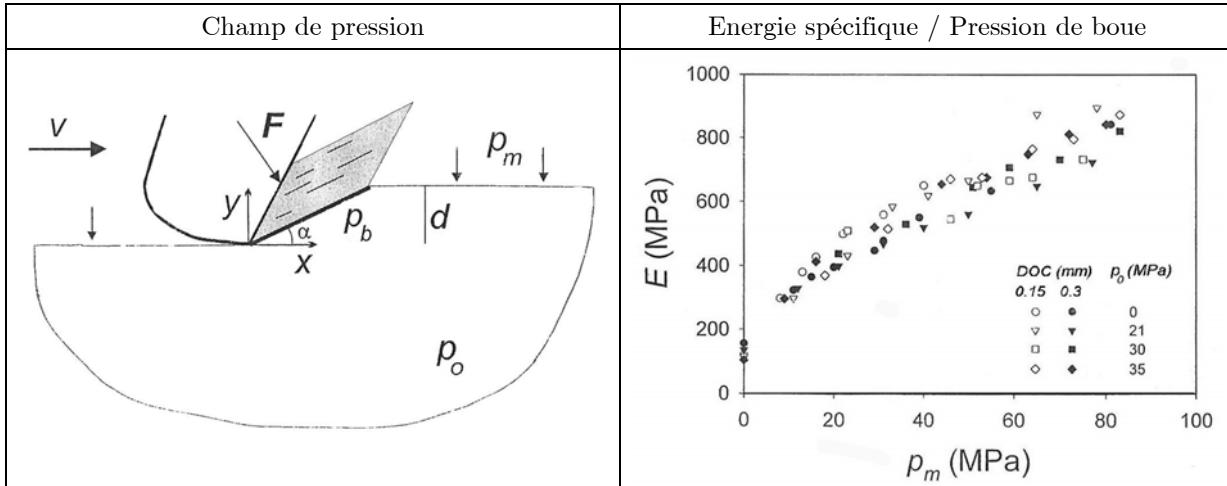 Champ de pression
Energie spécifique / Pression de boue
v
F
p_m
y
p_b
d
α
x
p_o
1000
800
600
400
200
0
E (MPa)
DOC (mm) p_o (MPa)
0.15 0.3
0
21
30
35
0 20 40 60 80 100
p_m (MPa)